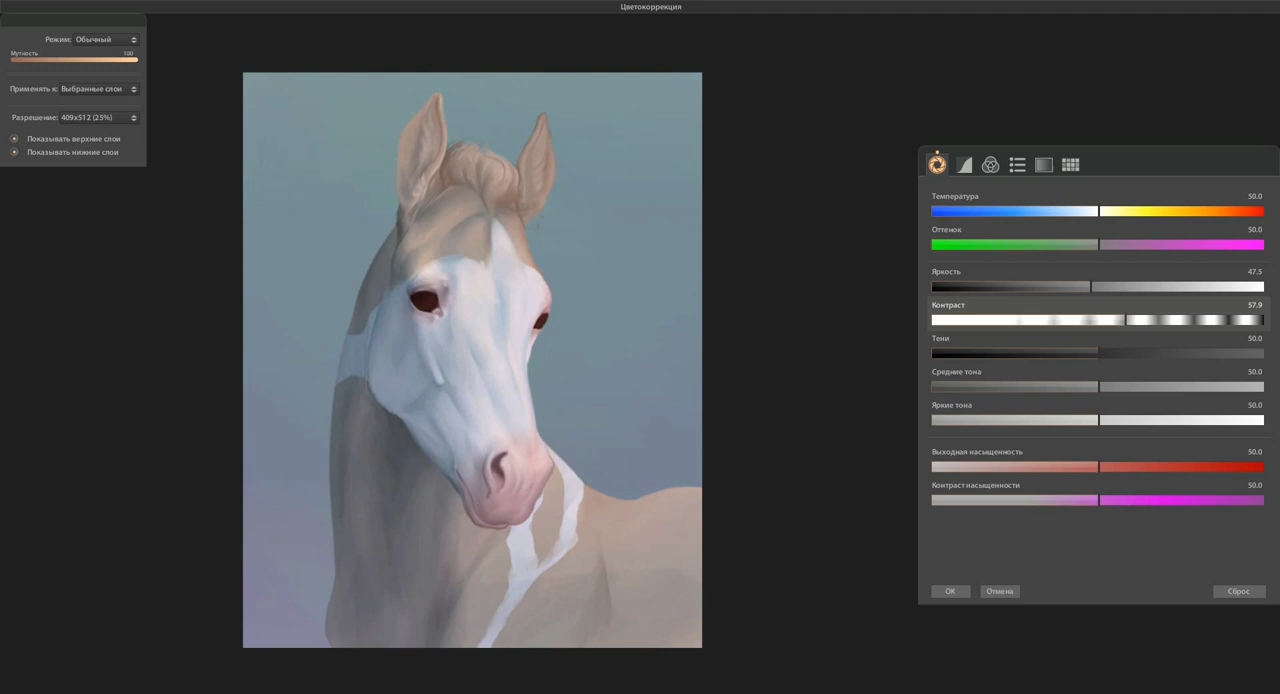 Цветокоррекция
Режим: Обычный
Мутность 100
Применять к: Выбранные слои
Разрешение: 409x512 (25%)
Показывать верхние слои
Показывать нижние слои
Температура 50.0
Оттенок 50.0
Яркость 47.5
Контраст 57.9
Тени 50.0
Средние тона 50.0
Яркие тона 50.0
Выходная насыщенность 50.0
Контраст насыщенности 50.0
OK Отмена Сброс